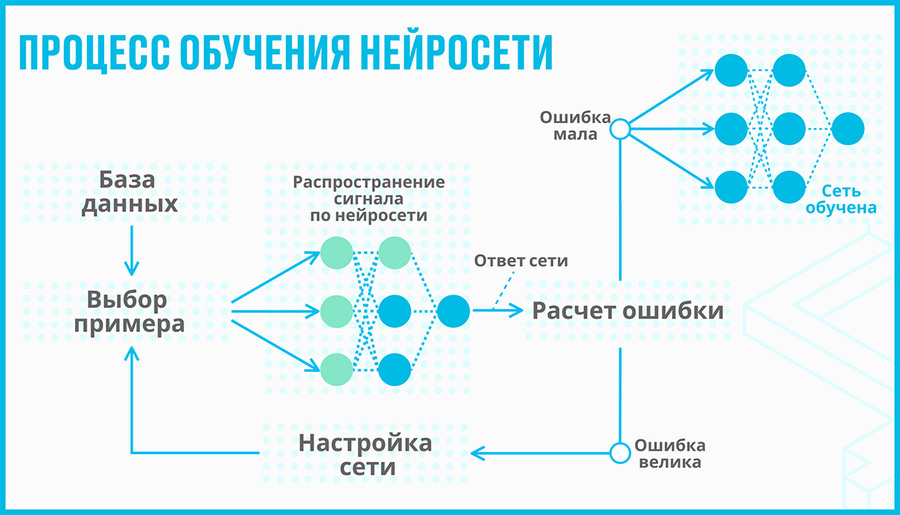 ПРОЦЕСС ОБУЧЕНИЯ НЕЙРОСЕТИ
База
данных
Выбор
примера
Распространение
сигнала
по нейросети
Ответ сети
Расчет ошибки
Ошибка
мала
Сеть
обучена
Ошибка
велика
Настройка
сети